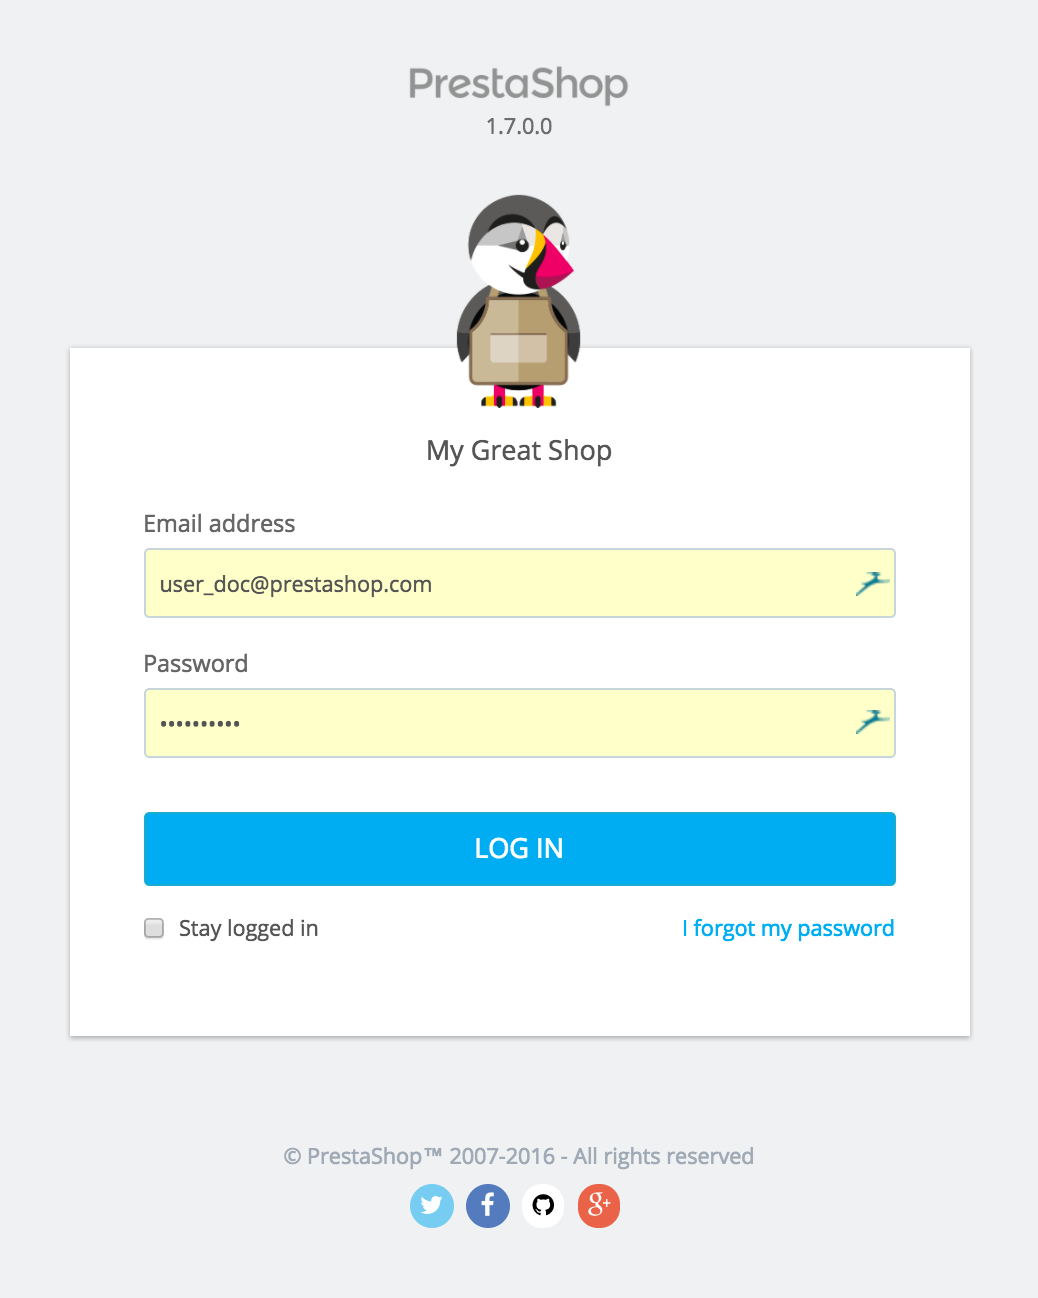 PrestaShop
1.7.0.0
My Great Shop
Email address
user_doc@prestashop.com
Password
••••••••••
LOG IN
Stay logged in
I forgot my password
© PrestaShop™ 2007-2016 - All rights reserved